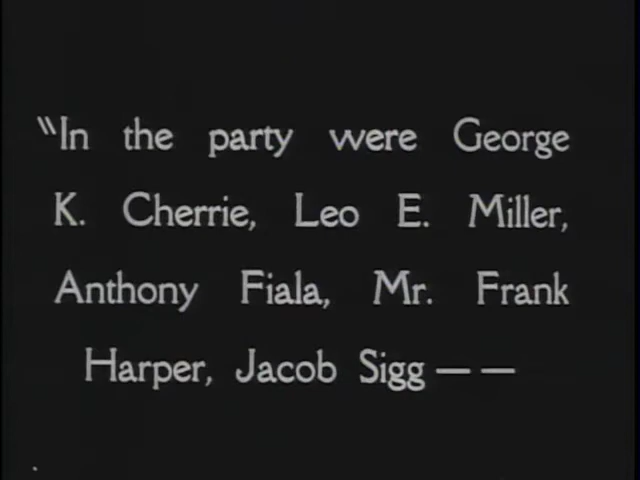 "In the party were George
K. Cherrie, Leo E. Miller,
Anthony Fiala, Mr. Frank
Harper, Jacob Sigg — —